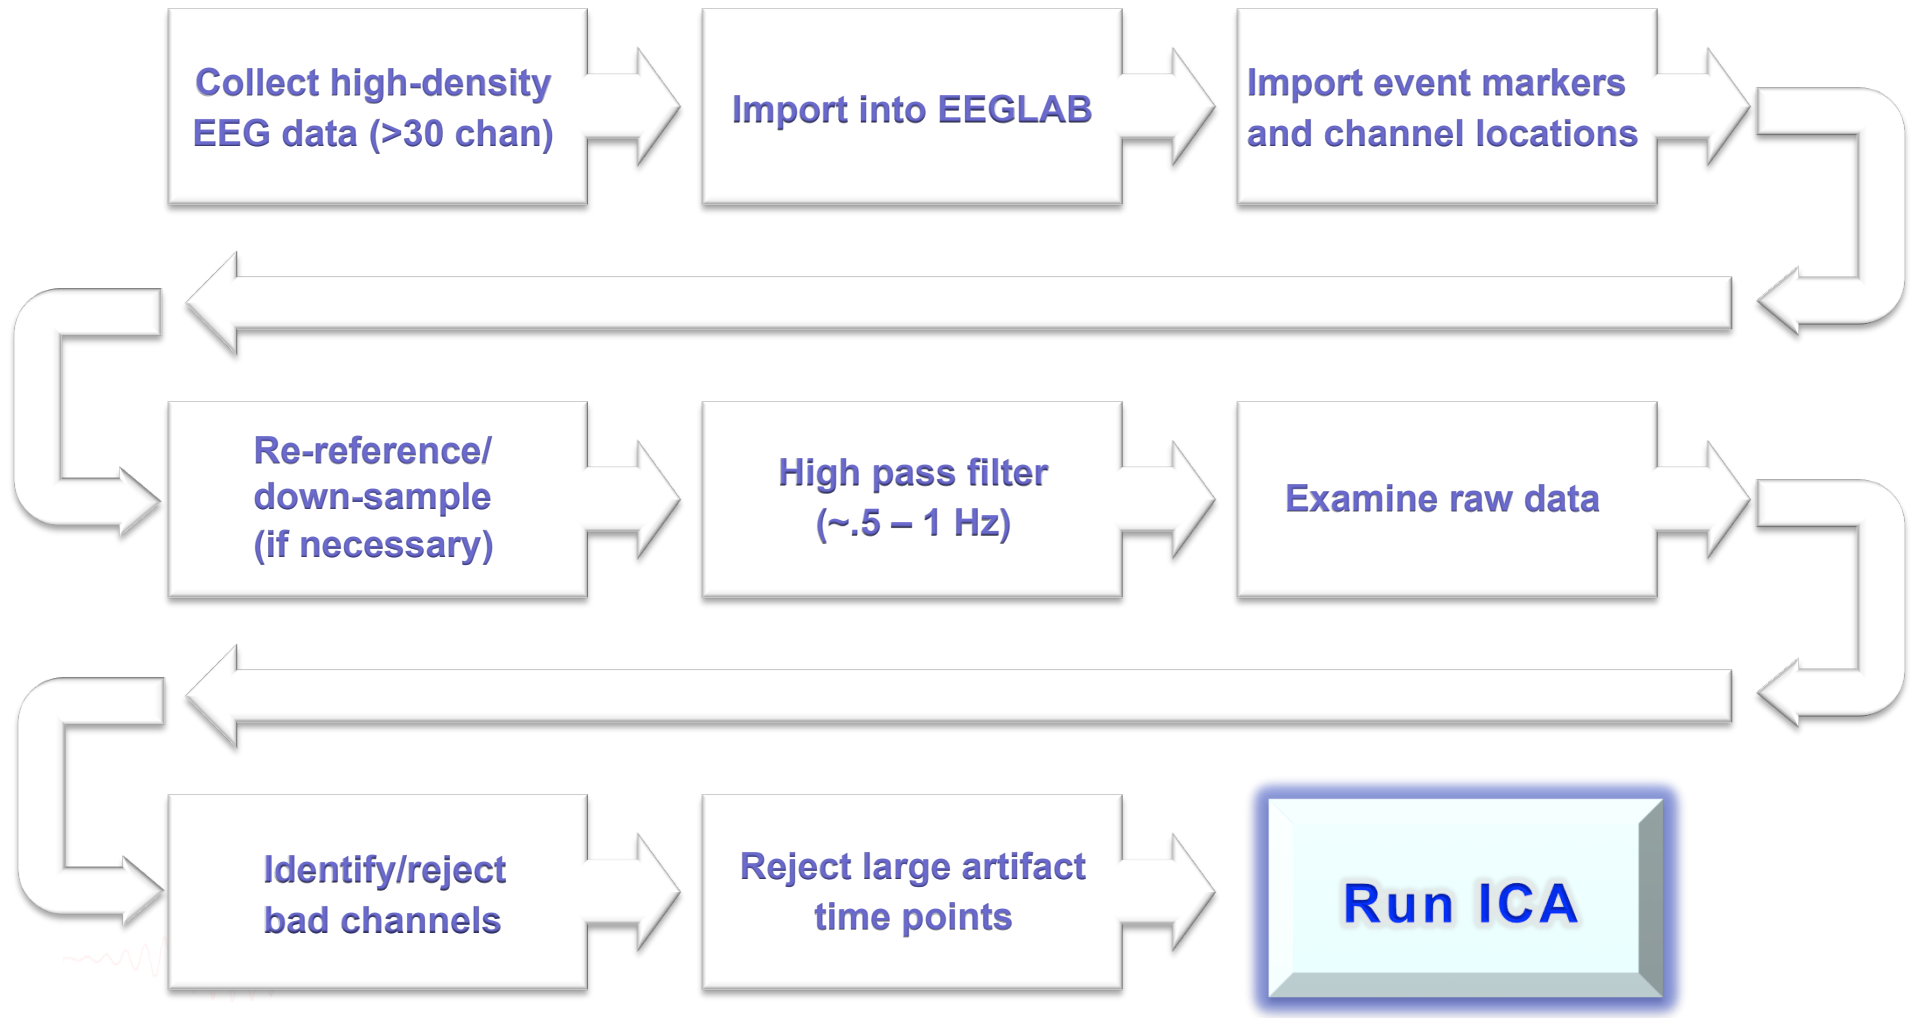 Collect high-density
EEG data (>30 chan)
Import into EEGLAB
Import event markers
and channel locations
Re-reference/
down-sample
(if necessary)
High pass filter
(~.5 – 1 Hz)
Examine raw data
Identify/reject
bad channels
Reject large artifact
time points
Run ICA